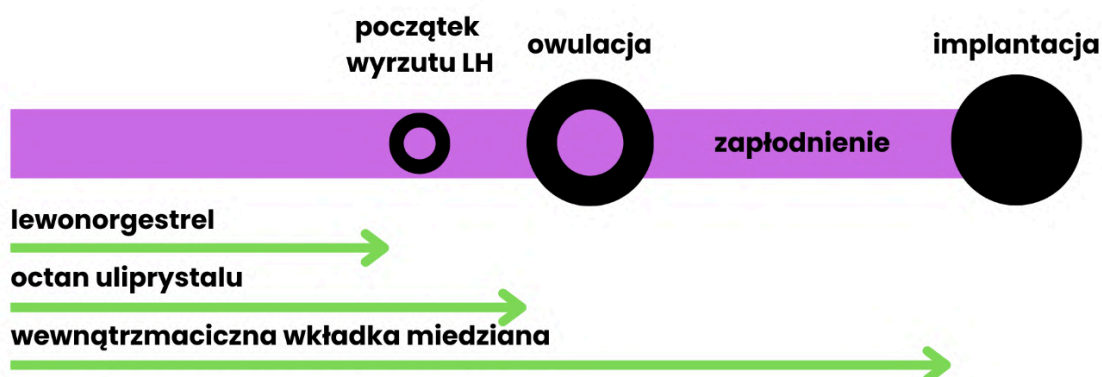 początek
wyrzutu LH
owulacja
implantacja
zapłodnienie
lewonorgestrel
octan uliprystalu
wewnątrzmaciczna wkładka miedziana